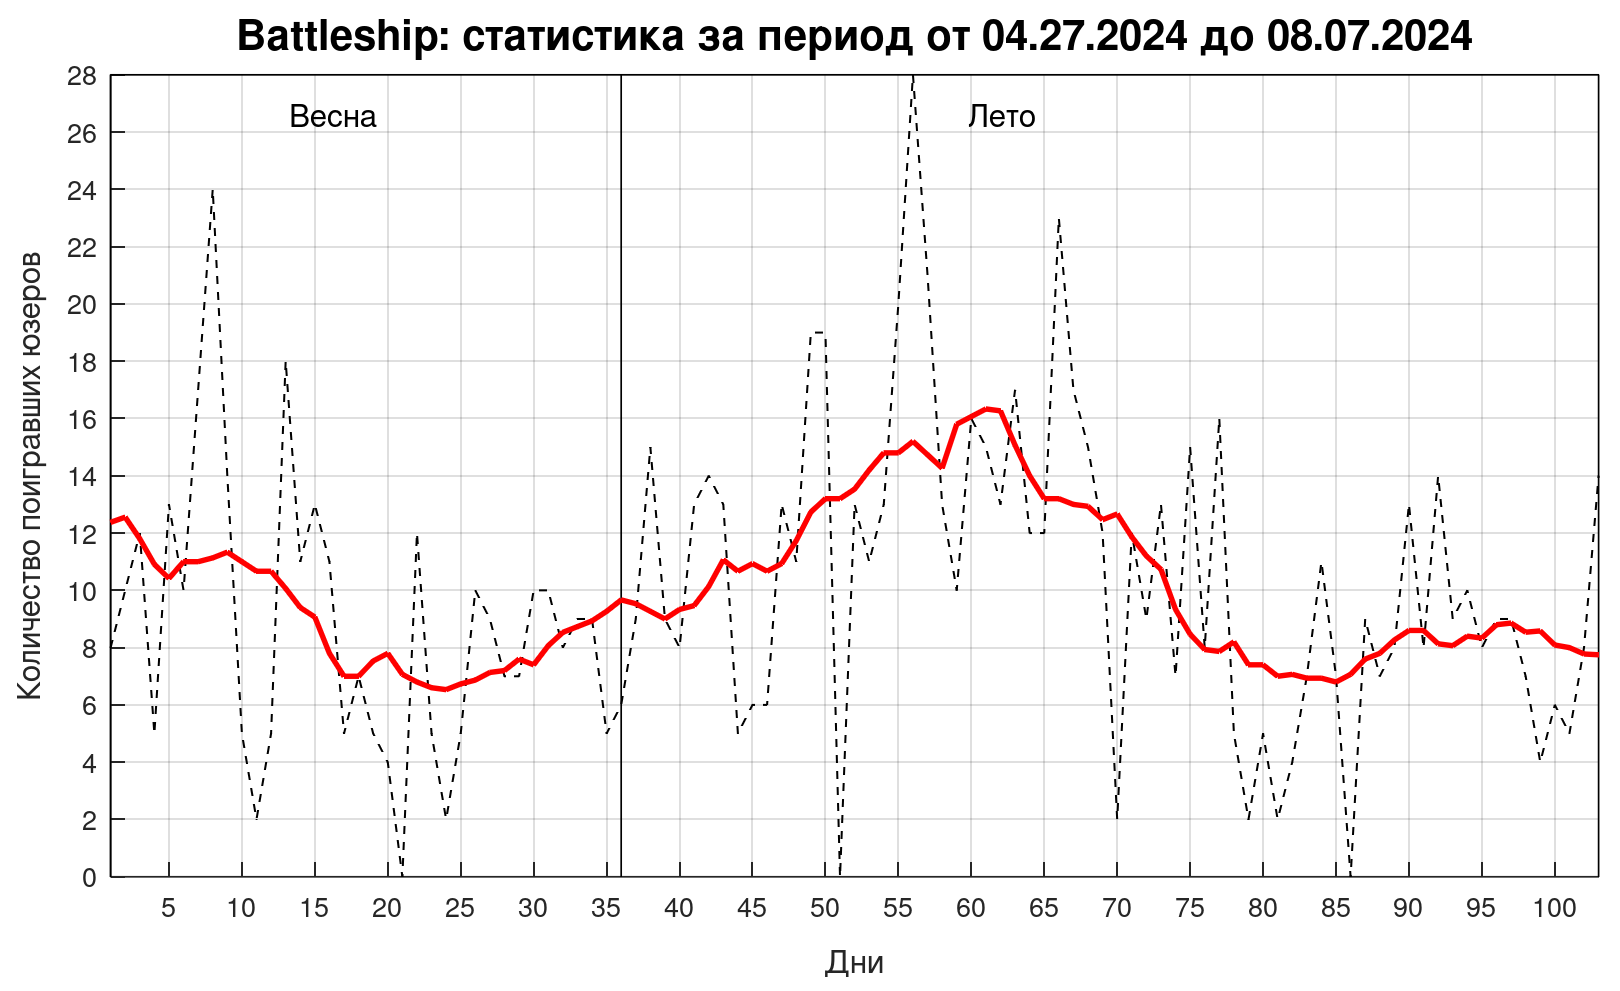 Battleship: статистика за период от 04.27.2024 до 08.07.2024
Весна
Лето
Количество поигравших юзеров
28
26
24
22
20
18
16
14
12
10
8
6
4
2
0
5 10 15 20 25 30 35 40 45 50 55 60 65 70 75 80 85 90 95 100
Дни